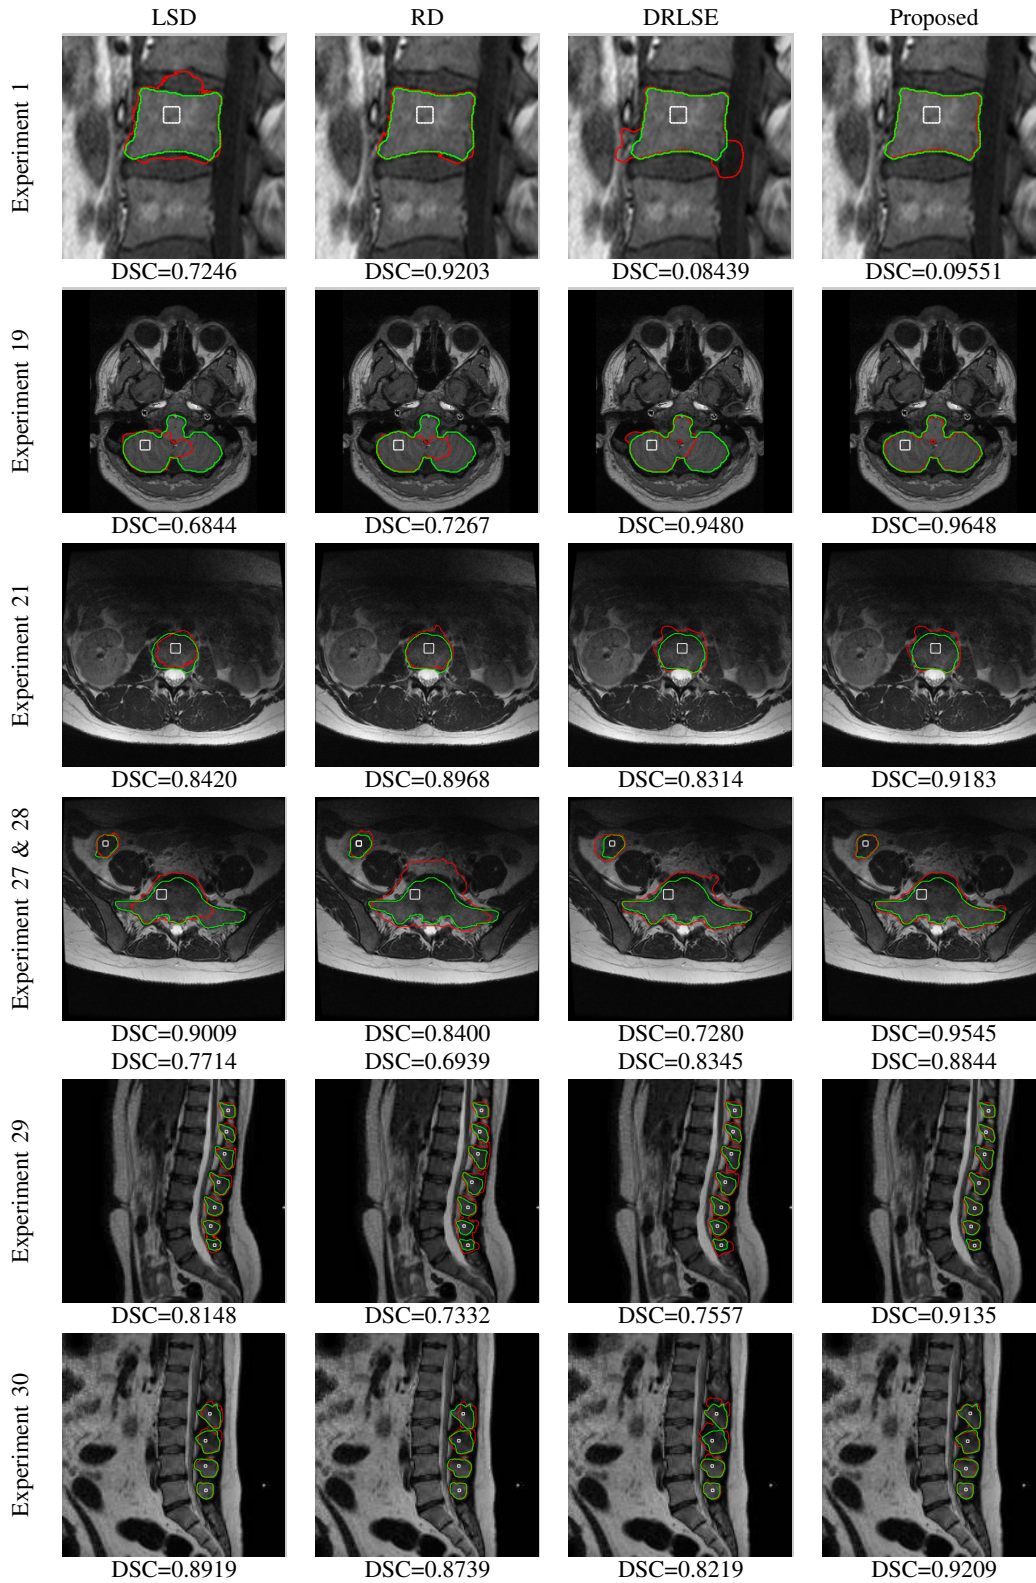 LSD RD DRLSE Proposed
Experiment 1
DSC=0.7246 DSC=0.9203 DSC=0.08439 DSC=0.09551
Experiment 19
DSC=0.6844 DSC=0.7267 DSC=0.9480 DSC=0.9648
Experiment 21
DSC=0.8420 DSC=0.8968 DSC=0.8314 DSC=0.9183
Experiment 27 & 28
DSC=0.9009 DSC=0.8400 DSC=0.7280 DSC=0.9545
DSC=0.7714 DSC=0.6939 DSC=0.8345 DSC=0.8844
Experiment 29
DSC=0.8148 DSC=0.7332 DSC=0.7557 DSC=0.9135
Experiment 30
DSC=0.8919 DSC=0.8739 DSC=0.8219 DSC=0.9209